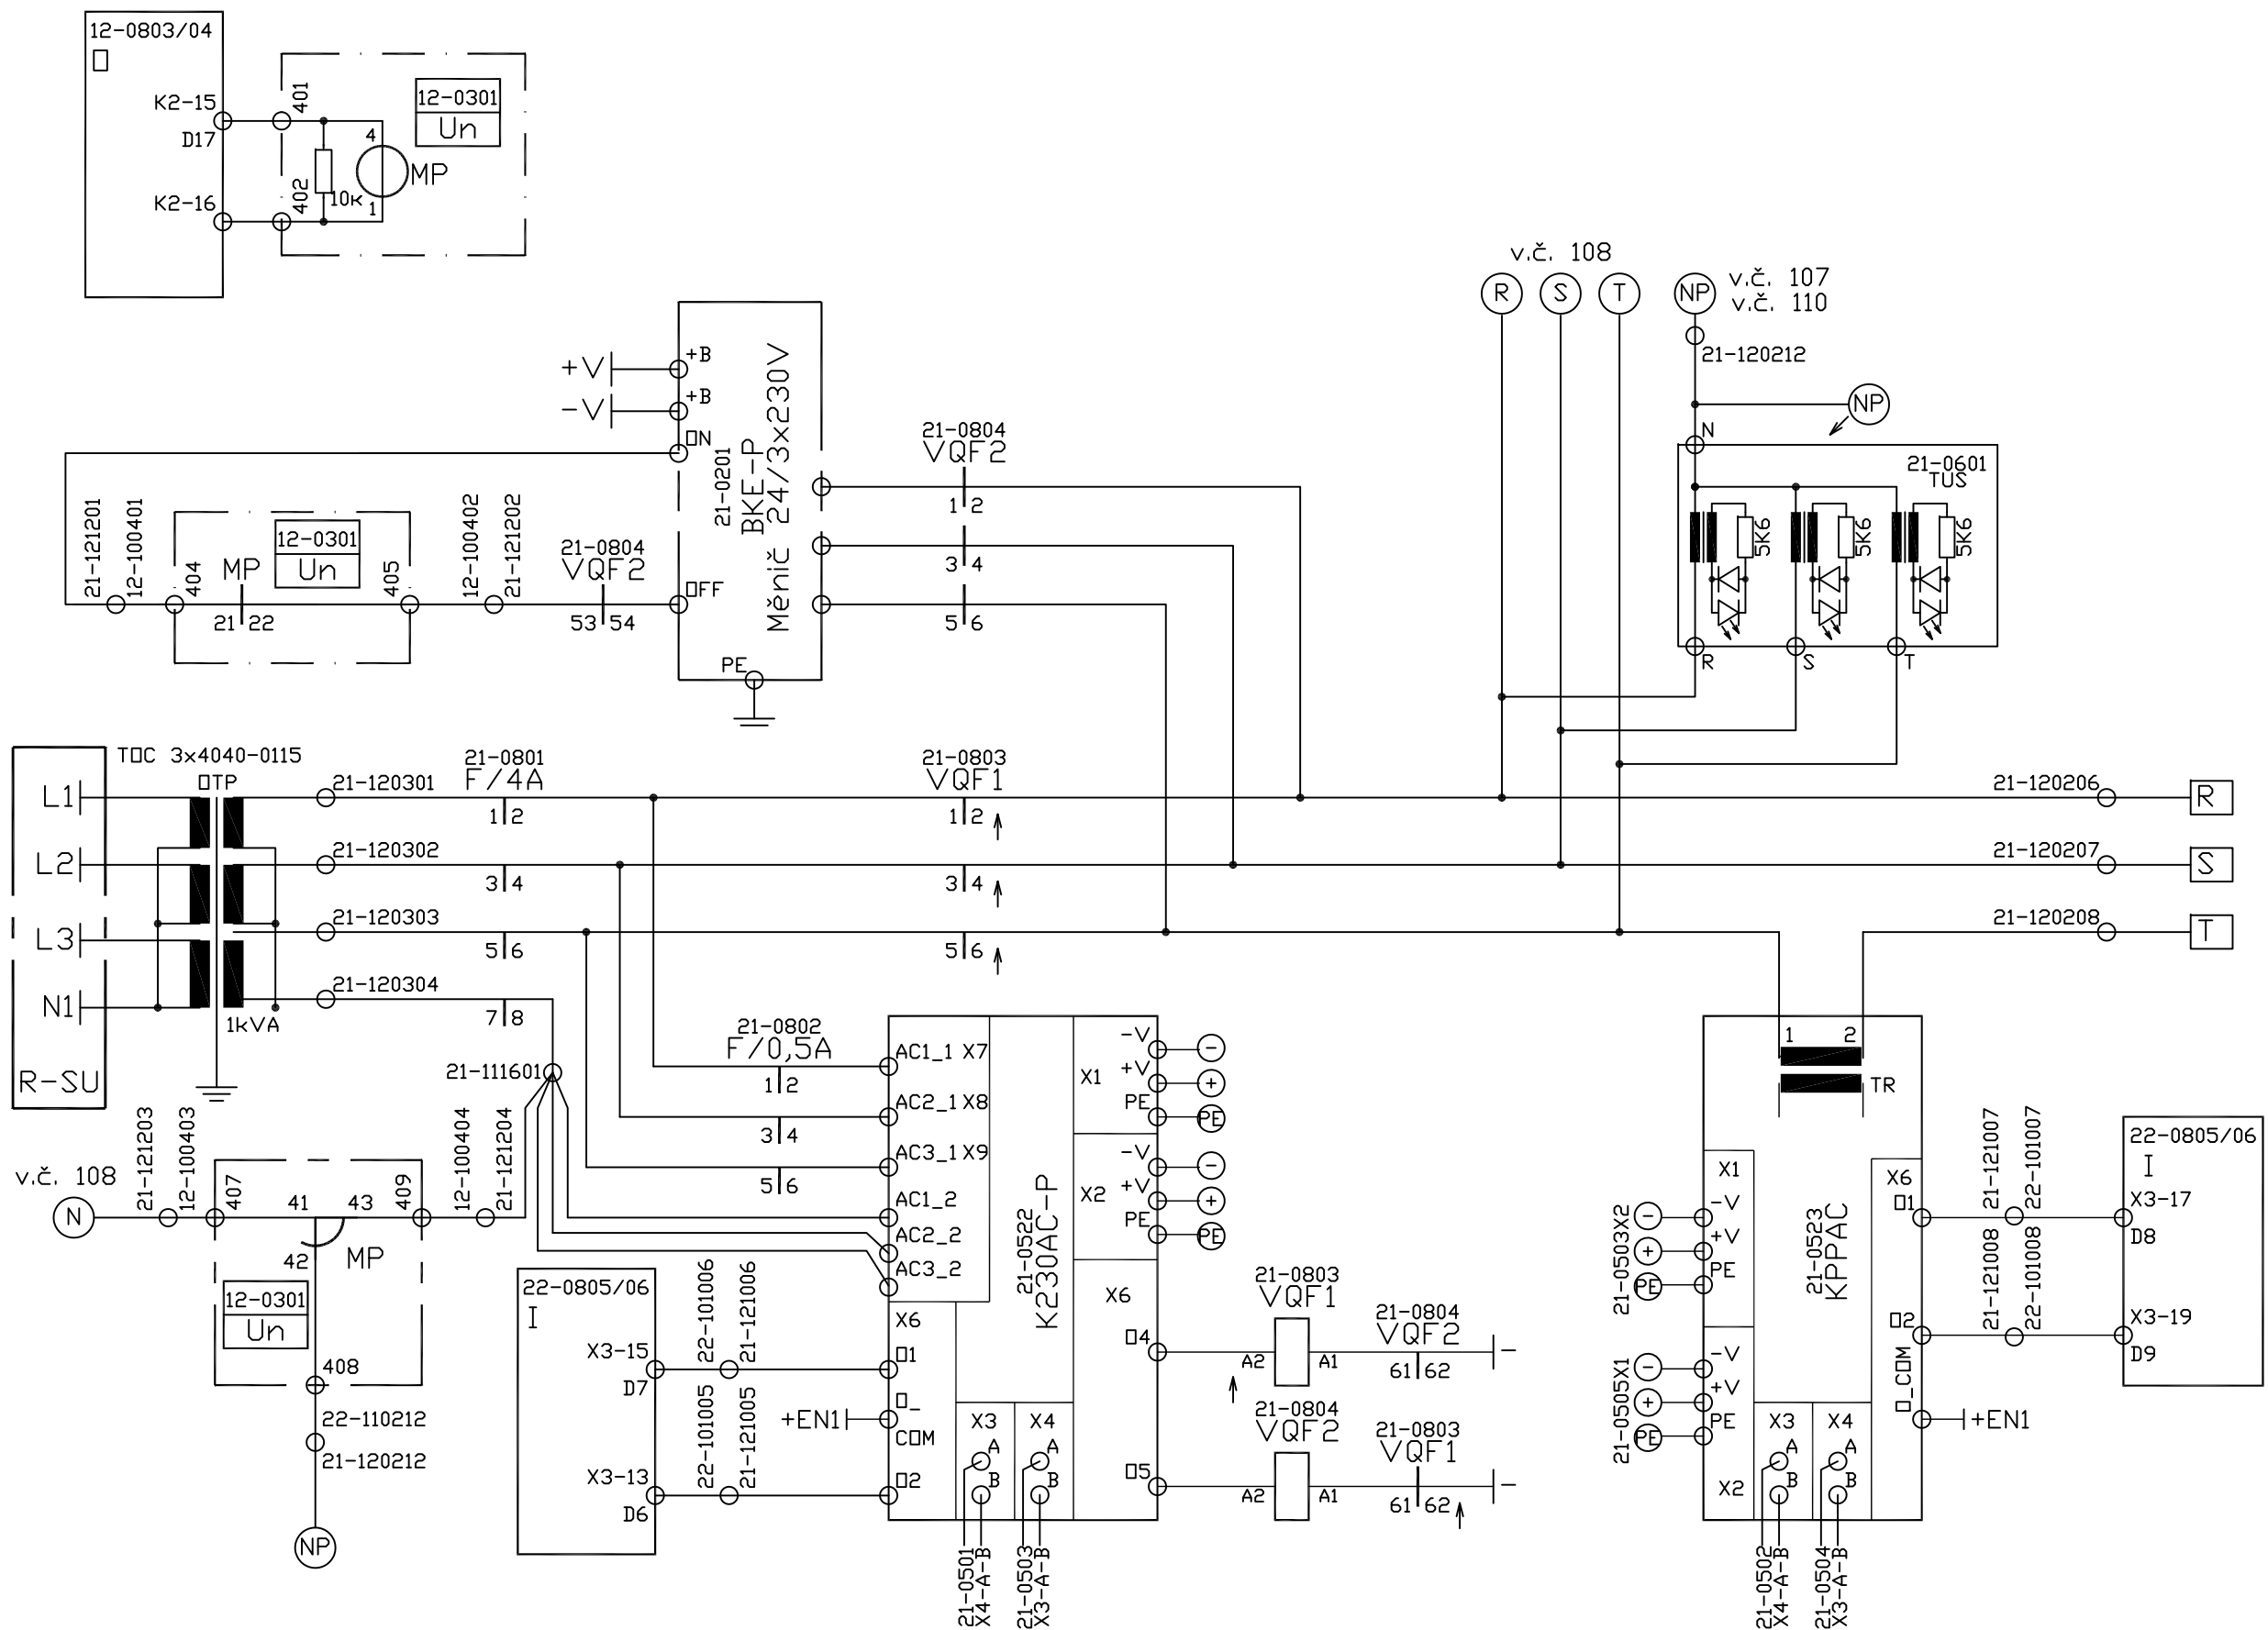 12-0803/04
K2-15
D17
K2-16
401
402
12-0301
Un
4
MP
10k
1
v.č. 108
R
S
T
NP
v.č. 107
v.č. 110
21-120212
NP
N
21-0601
TUS
5K6
5K6
5K6
R
S
T
+V
-V
+B
+B
ON
OFF
PE
21-0201
BKE-P
Měnič 24/3x230V
21-0804
VQF2
1 2
3 4
5 6
21-121201
12-100401
404
MP
21 22
12-0301
Un
405
12-100402
21-121202
21-0804
VQF2
53 54
TOC 3x4040-0115
OTP
L1
L2
L3
N1
R-SU
1kVA
21-120301
21-120302
21-120303
21-120304
21-0801
F/4A
1 2
3 4
5 6
7 8
21-0803
VQF1
1 2
3 4
5 6
21-120206
R
21-120207
S
21-120208
T
21-111601
21-0802
F/0,5A
1 2
3 4
5 6
AC1_1 X7
AC2_1 X8
AC3_1 X9
AC1_2
AC2_2
AC3_2
X6
O1
O_
COM
O2
+EN1
X1
-V
+V
PE
-
+
PE
X2
-V
+V
PE
-
+
PE
21-0522
K230AC-P
X6
O4
O5
X3
A
B
X4
A
B
21-0501
X4-A-B
21-0503
X3-A-B
v.č. 108
N
21-121203
12-100403
407
41
43
42
MP
409
12-100404
21-121204
12-0301
Un
408
22-110212
21-120212
NP
22-0805/06
I
X3-15
D7
X3-13
D6
22-101006
21-121006
22-101005
21-121005
21-0803
VQF1
A2
A1
21-0804
VQF2
61 62
-
21-0804
VQF2
A2
A1
21-0803
VQF1
61 62
-
1
2
TR
X1
-V
+V
PE
-
+
PE
21-0503X2
-V
+V
PE
-
+
PE
21-0505X1
X2
21-0523
KPPAC
X6
O1
O2
O_COM
+EN1
X3
A
B
X4
A
B
21-0502
X4-A-B
21-0504
X3-A-B
21-121007
22-101007
21-121008
22-101008
22-0805/06
I
X3-17
D8
X3-19
D9